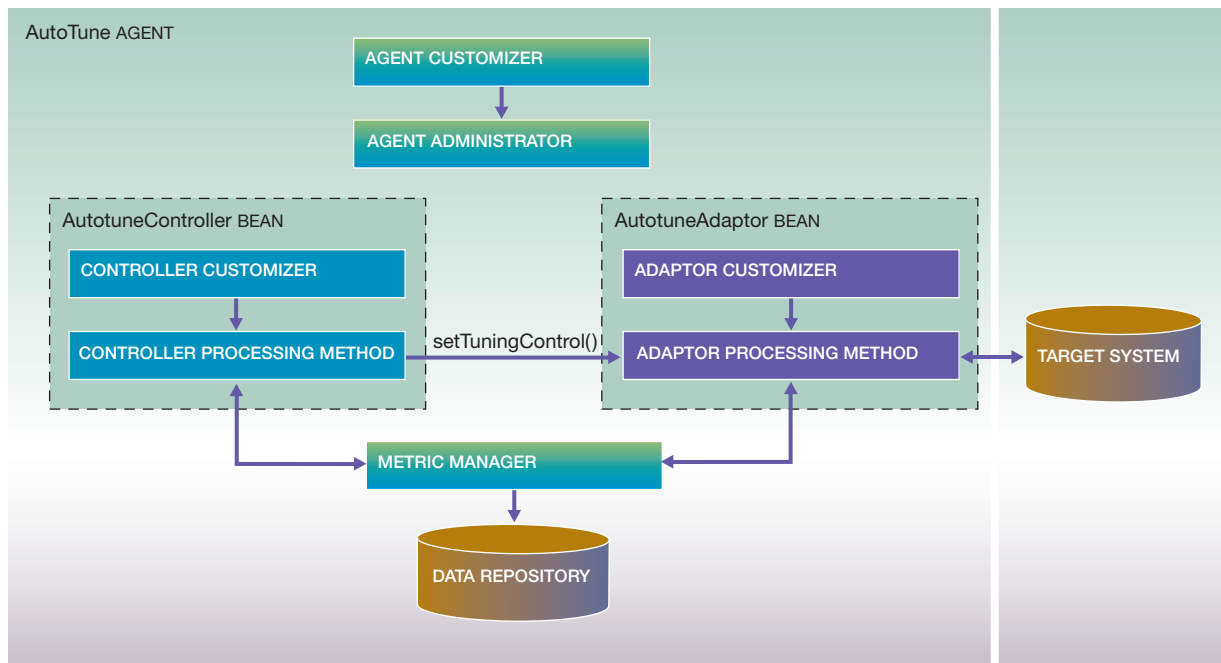 AutoTune AGENT
AGENT CUSTOMIZER
AGENT ADMINISTRATOR
AutotuneController BEAN
CONTROLLER CUSTOMIZER
CONTROLLER PROCESSING METHOD
setTuningControl()
AutotuneAdaptor BEAN
ADAPTOR CUSTOMIZER
ADAPTOR PROCESSING METHOD
TARGET SYSTEM
METRIC MANAGER
DATA REPOSITORY